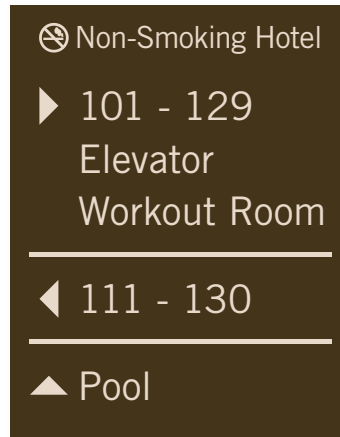 Non-Smoking Hotel
101 - 129
Elevator
Workout Room
111 - 130
Pool